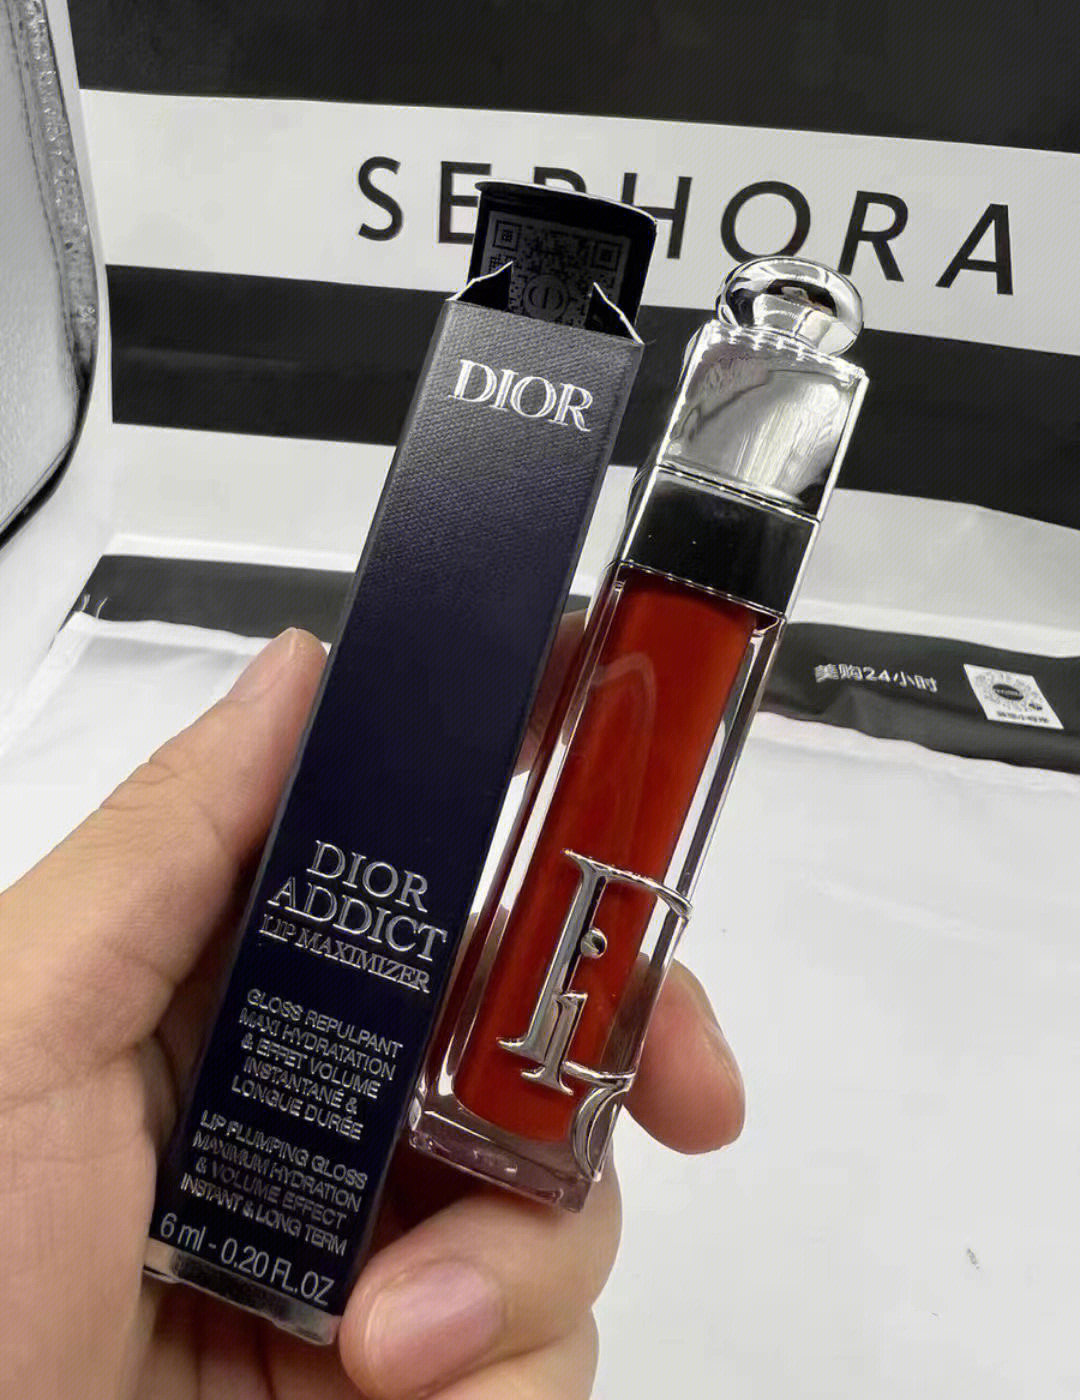 SEPHORA
DIOR
DIOR
ADDICT
LIP MAXIMIZER
GLOSS REPULPANT
MAXI HYDRATATION
& EFFET VOLUME
INSTANTANÉ &
LONGUE DURÉE
LIP PLUMPING GLOSS
MAXIMUM HYDRATION
& VOLUME EFFECT
INSTANT & LONG TERM
6 ml - 0.20 FL.OZ
美购24小时